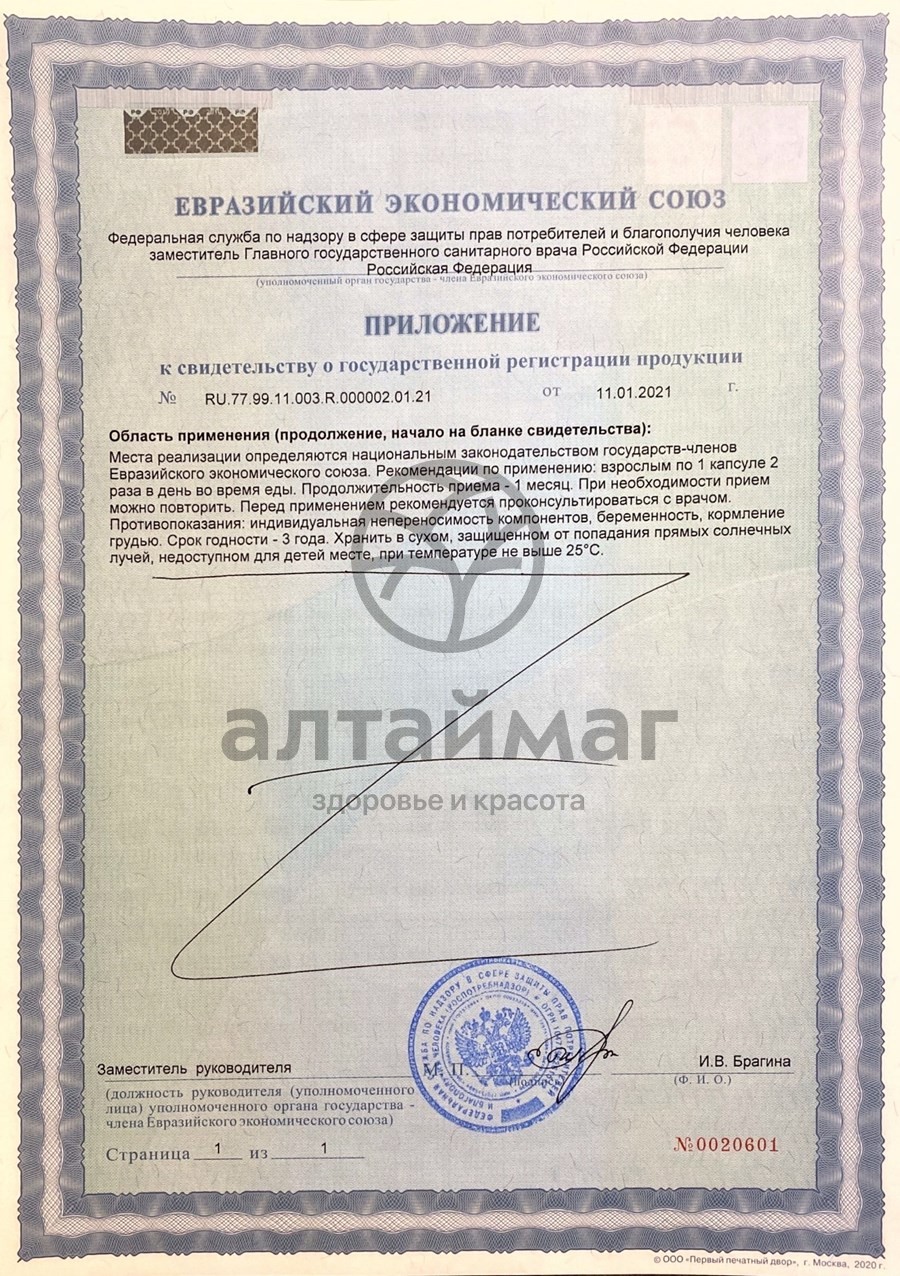 ЕВРАЗИЙСКИЙ ЭКОНОМИЧЕСКИЙ СОЮЗ
Федеральная служба по надзору в сфере защиты прав потребителей и благополучия человека
заместитель Главного государственного санитарного врача Российской Федерации
Российская Федерация
(уполномоченный орган государства - члена Евразийского экономического союза)
ПРИЛОЖЕНИЕ
к свидетельству о государственной регистрации продукции
№ RU.77.99.11.003.R.000002.01.21 от 11.01.2021 г.
Область применения (продолжение, начало на бланке свидетельства):
Места реализации определяются национальным законодательством государств-членов
Евразийского экономического союза. Рекомендации по применению: взрослым по 1 капсуле 2
раза в день во время еды. Продолжительность приема - 1 месяц. При необходимости прием
можно повторить. Перед применением рекомендуется проконсультироваться с врачом.
Противопоказания: индивидуальная непереносимость компонентов, беременность, кормление
грудью. Срок годности - 3 года. Хранить в сухом, защищенном от попадания прямых солнечных
лучей, недоступном для детей месте, при температуре не выше 25°С.
алтаймаг
здоровье и красота
Заместитель руководителя М. П. И.В. Брагина
(должность руководителя (уполномоченного
лица) уполномоченного органа государства -
члена Евразийского экономического союза)
(Ф. И. О.)
Страница 1 из 1
№0020601
© ООО «Первый печатный двор», г. Москва, 2020 г.